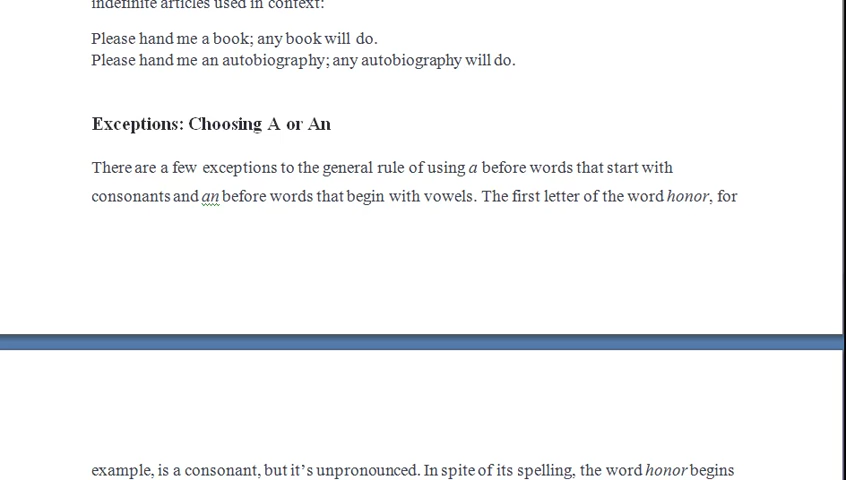 indefinite articles used in context:
Please hand me a book; any book will do.
Please hand me an autobiography; any autobiography will do.
Exceptions: Choosing A or An
There are a few exceptions to the general rule of using a before words that start with
consonants and an before words that begin with vowels. The first letter of the word honor, for
example, is a consonant, but it’s unpronounced. In spite of its spelling, the word honor begins